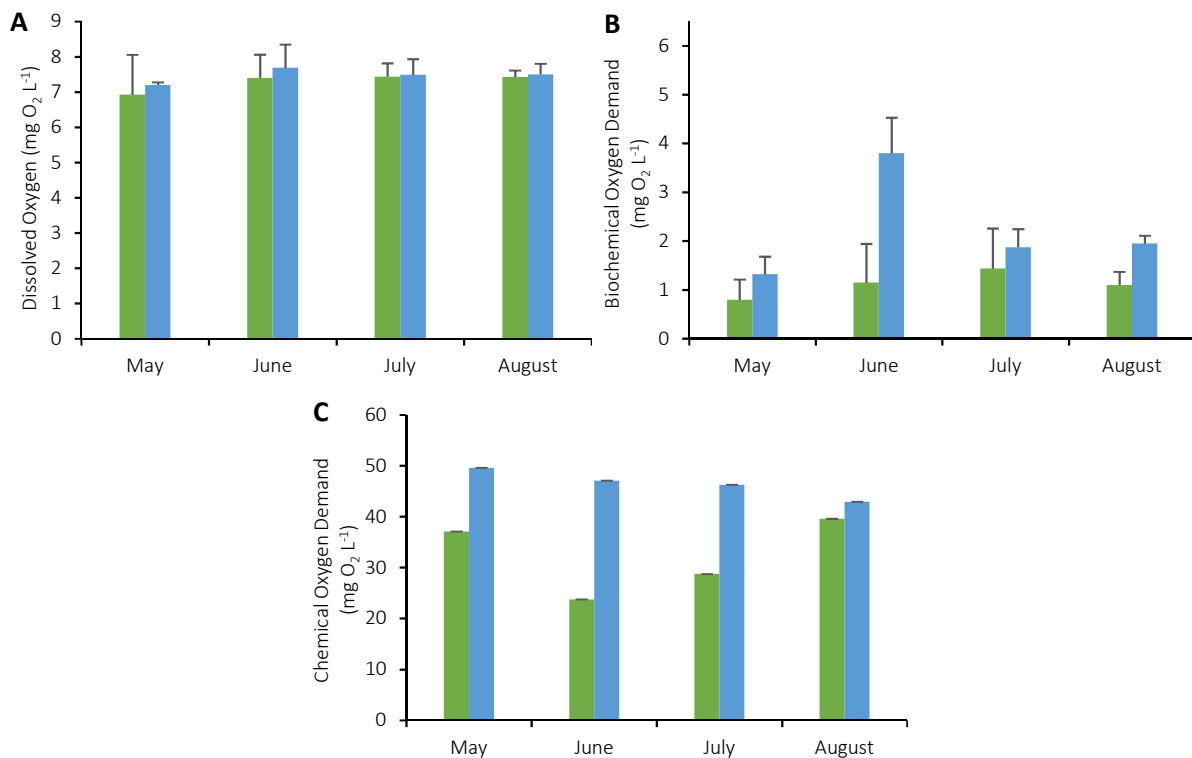 A
Dissolved Oxygen (mg O₂ L⁻¹)
9
8
7
6
5
4
3
2
1
0
May June July August
B
Biochemical Oxygen Demand
(mg O₂ L⁻¹)
6
5
4
3
2
1
0
May June July August
C
Chemical Oxygen Demand
(mg O₂ L⁻¹)
60
50
40
30
20
10
0
May June July August